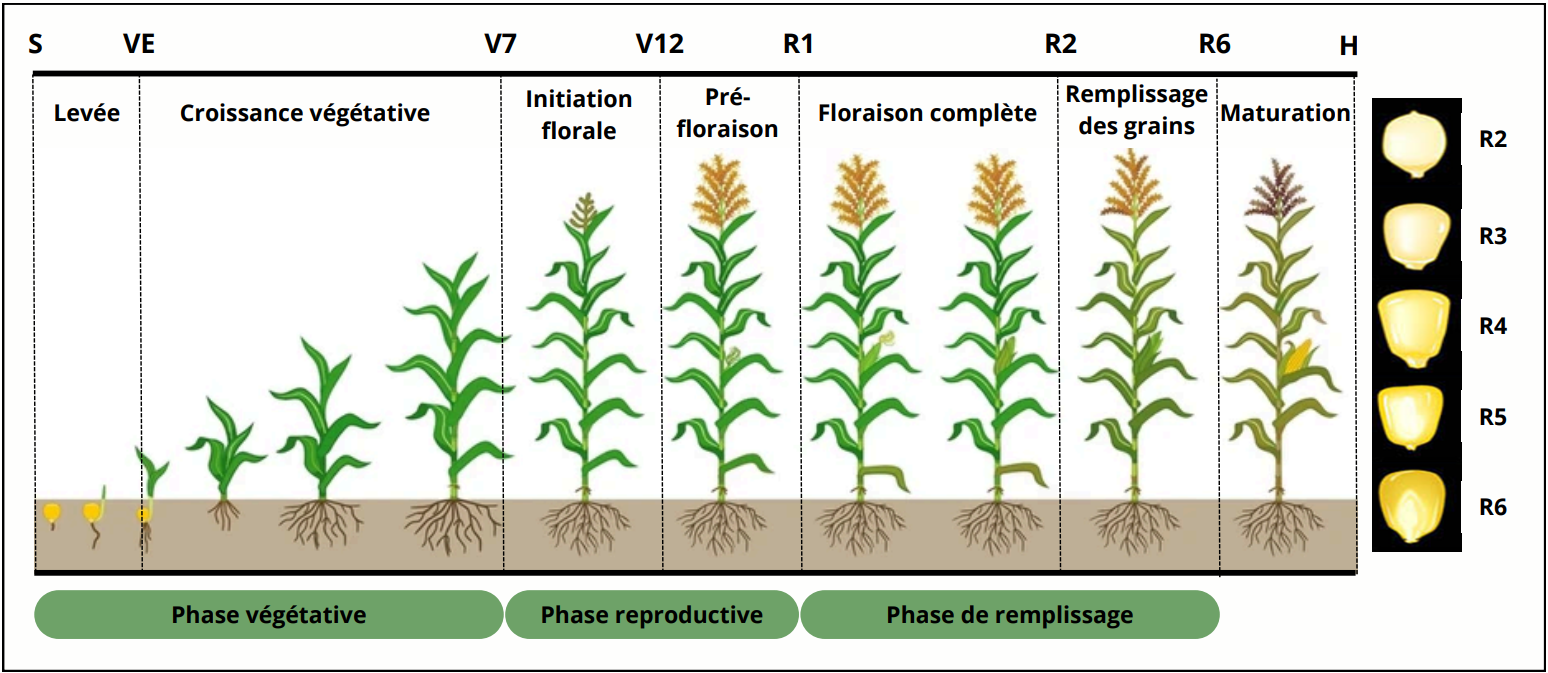 S VE V7 V12 R1 R2 R6 H
Levée
Croissance végétative
Initiation
florale
Pré-
floraison
Floraison complète
Remplissage
des grains
Maturation
R2
R3
R4
R5
R6
Phase végétative
Phase reproductive
Phase de remplissage